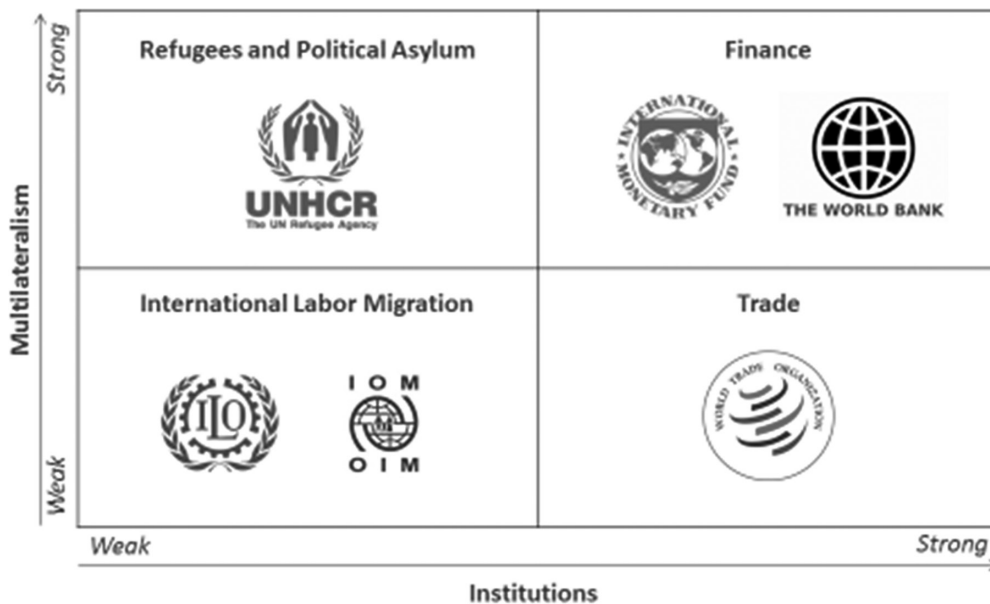 Strong
Multilateralism
Weak
Refugees and Political Asylum
UNHCR
The UN Refugee Agency
Finance
INTERNATIONAL MONETARY FUND
THE WORLD BANK
International Labor Migration
ILO
IOM
OIM
Trade
WORLD TRADE ORGANIZATION
Weak
Strong
Institutions